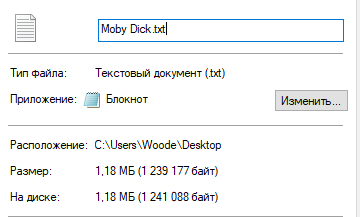 Moby Dick.txt
Тип файла: Текстовый документ (.txt)
Приложение: Блокнот Изменить...
Расположение: C:\Users\Woode\Desktop
Размер: 1,18 МБ (1 239 177 байт)
На диске: 1,18 МБ (1 241 088 байт)